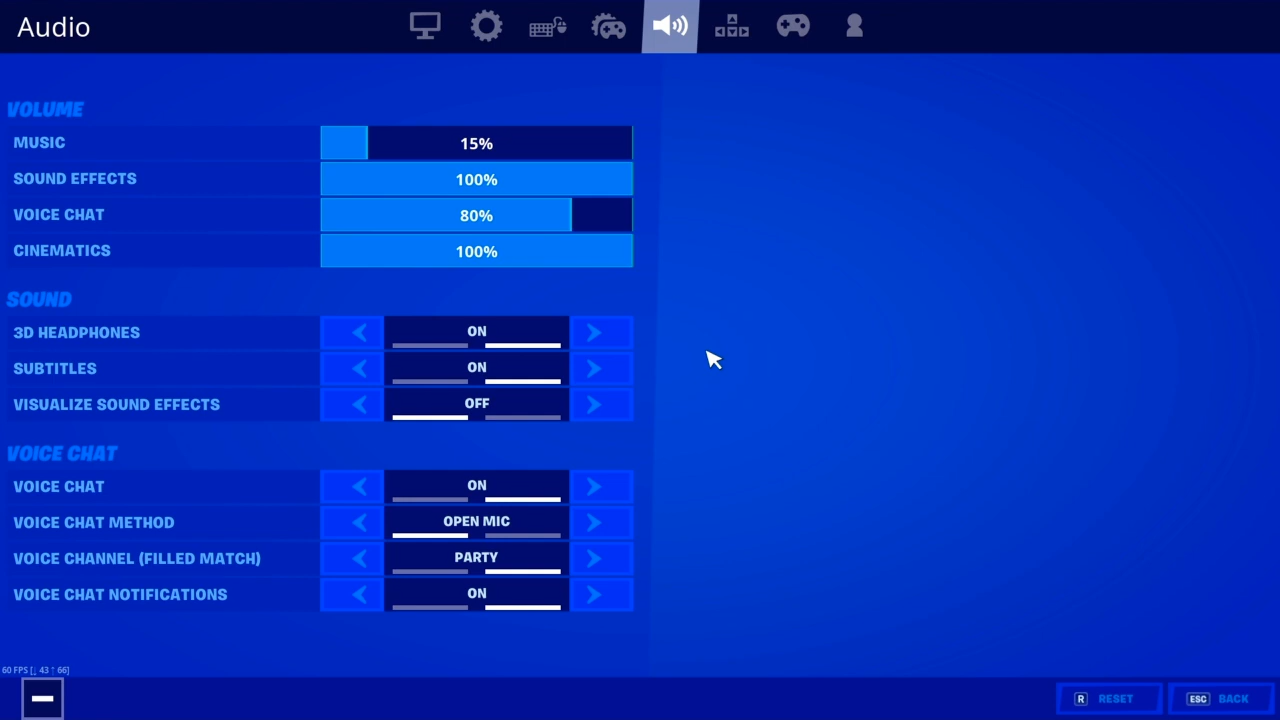 Audio
VOLUME
MUSIC 15%
SOUND EFFECTS 100%
VOICE CHAT 80%
CINEMATICS 100%
SOUND
3D HEADPHONES ON
SUBTITLES ON
VISUALIZE SOUND EFFECTS OFF
VOICE CHAT
VOICE CHAT ON
VOICE CHAT METHOD OPEN MIC
VOICE CHANNEL (FILLED MATCH) PARTY
VOICE CHAT NOTIFICATIONS ON
60 FPS [↓ 43 ↑ 66]
R RESET ESC BACK